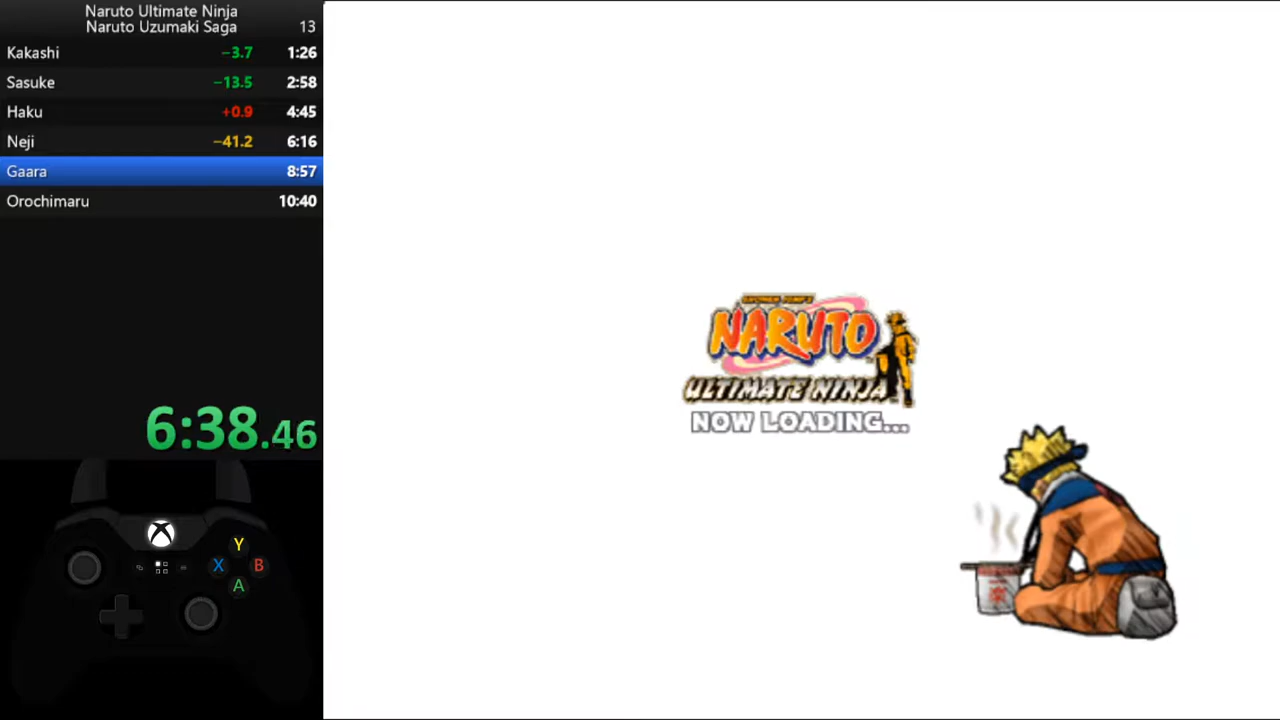 Naruto Ultimate Ninja
Naruto Uzumaki Saga 13
Kakashi −3.7 1:26
Sasuke −13.5 2:58
Haku +0.9 4:45
Neji −41.2 6:16
Gaara 8:57
Orochimaru 10:40
6:38.46
NARUTO
ULTIMATE NINJA
NOW LOADING...
Y
X B
A